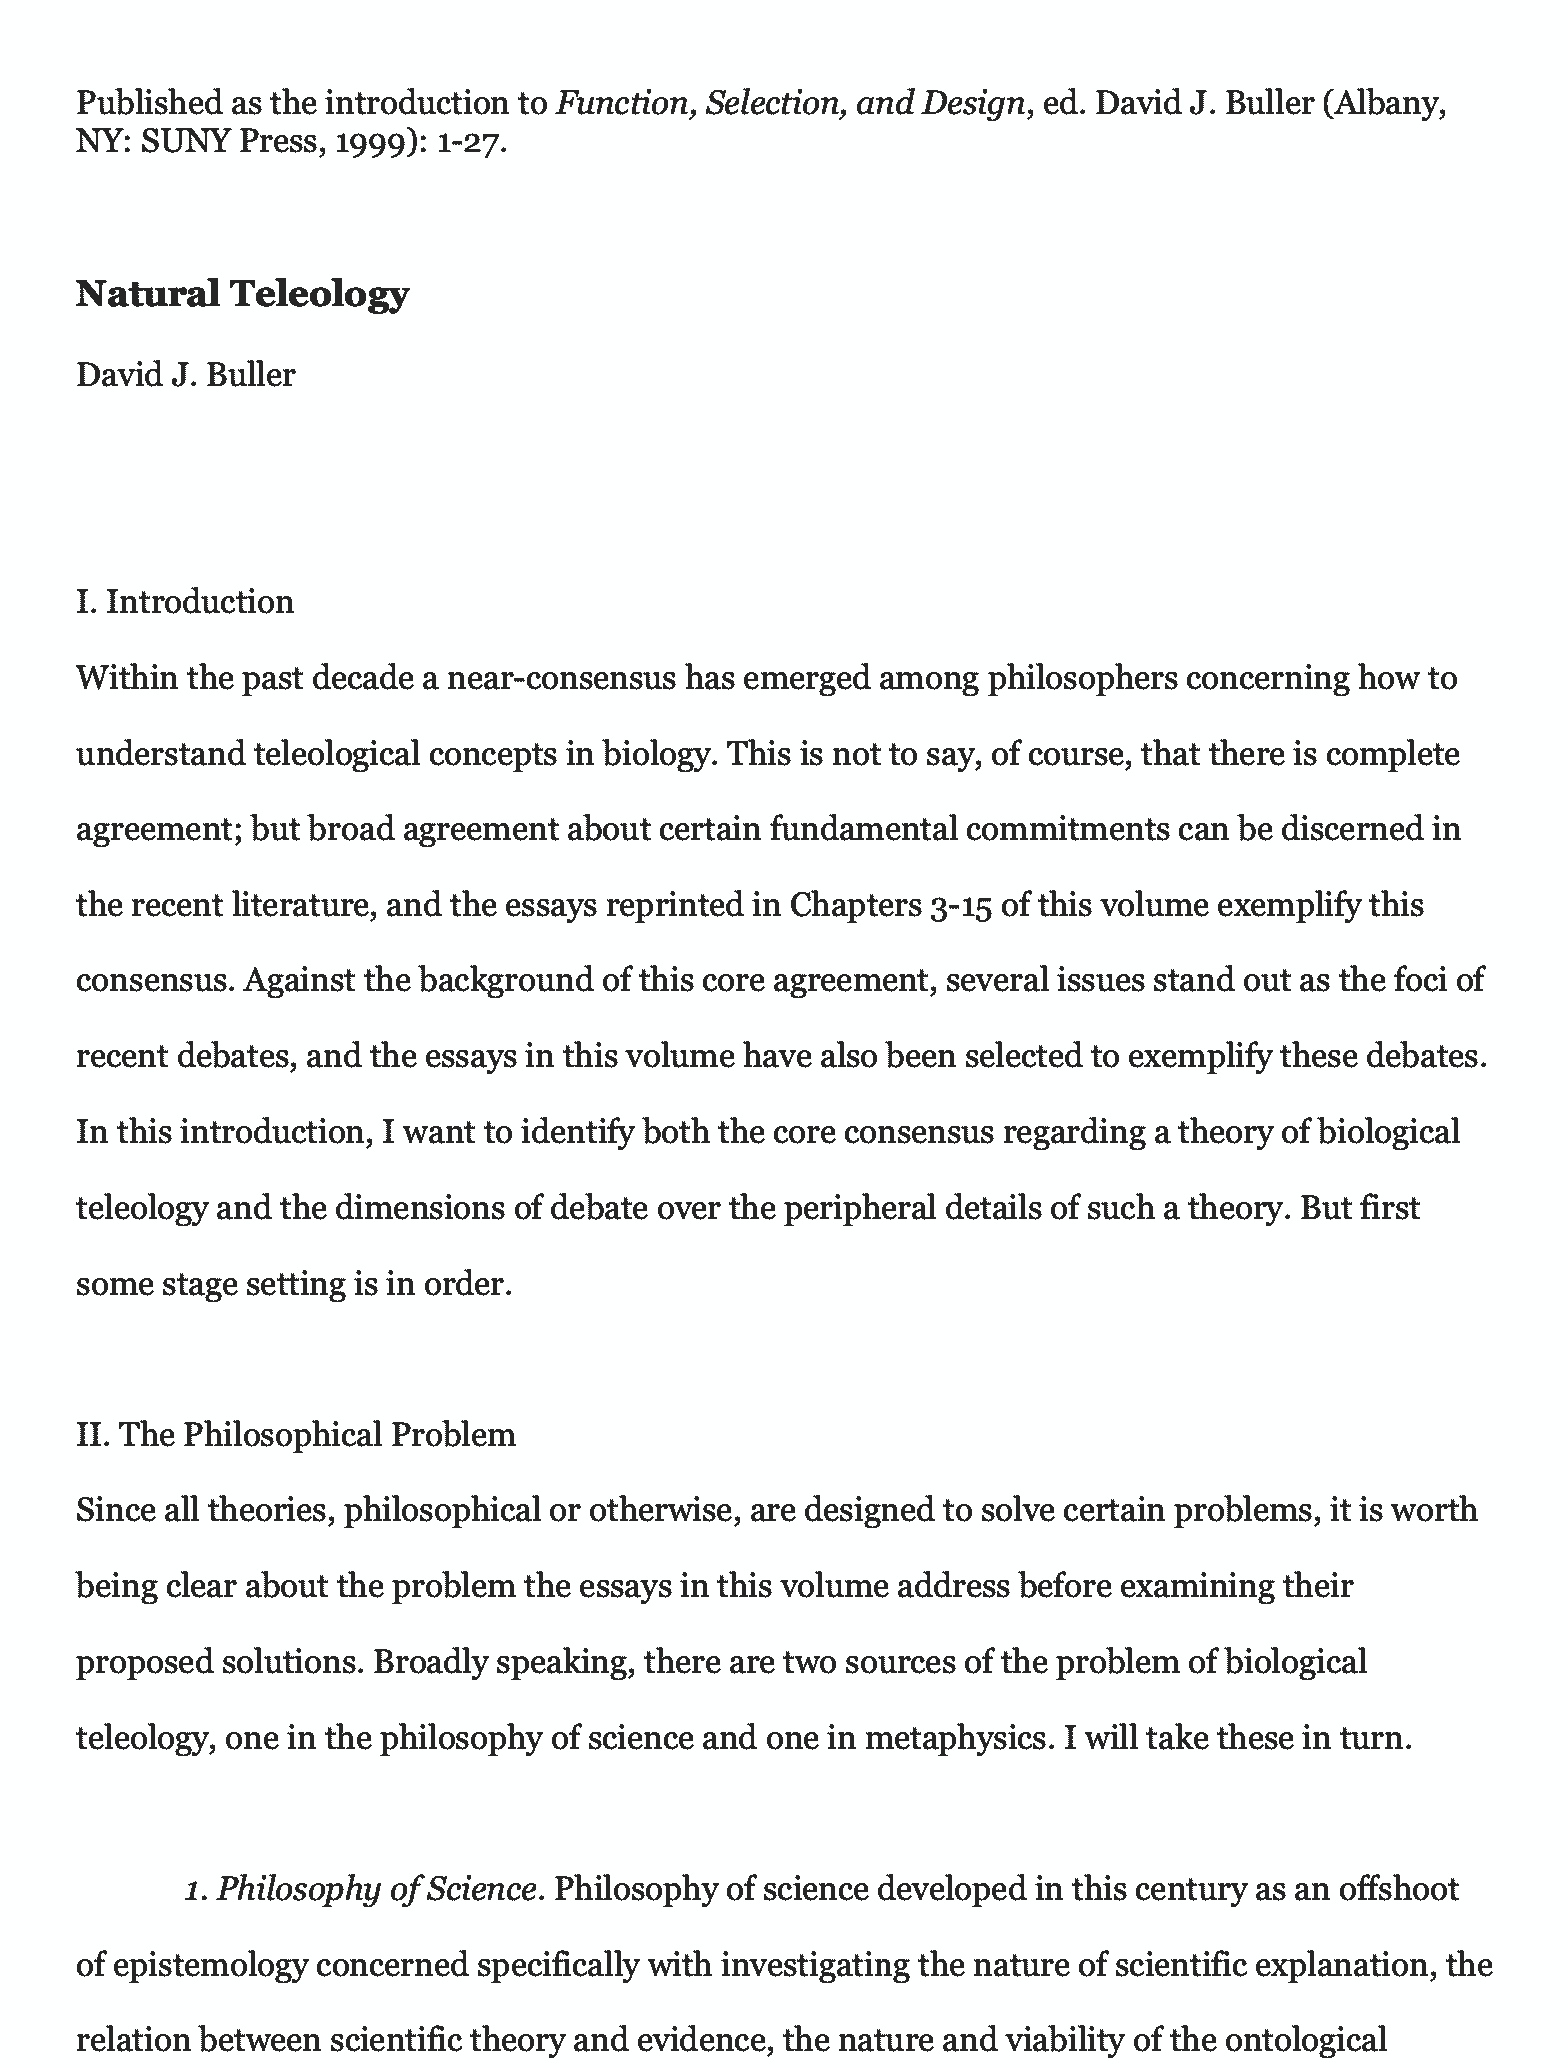 Published as the introduction to Function, Selection, and Design, ed. David J. Buller (Albany,
NY: SUNY Press, 1999): 1-27.
Natural Teleology
David J. Buller
I. Introduction
Within the past decade a near-consensus has emerged among philosophers concerning how to
understand teleological concepts in biology. This is not to say, of course, that there is complete
agreement; but broad agreement about certain fundamental commitments can be discerned in
the recent literature, and the essays reprinted in Chapters 3-15 of this volume exemplify this
consensus. Against the background of this core agreement, several issues stand out as the foci of
recent debates, and the essays in this volume have also been selected to exemplify these debates.
In this introduction, I want to identify both the core consensus regarding a theory of biological
teleology and the dimensions of debate over the peripheral details of such a theory. But first
some stage setting is in order.
II. The Philosophical Problem
Since all theories, philosophical or otherwise, are designed to solve certain problems, it is worth
being clear about the problem the essays in this volume address before examining their
proposed solutions. Broadly speaking, there are two sources of the problem of biological
teleology, one in the philosophy of science and one in metaphysics. I will take these in turn.
1. Philosophy of Science. Philosophy of science developed in this century as an offshoot
of epistemology concerned specifically with investigating the nature of scientific explanation, the
relation between scientific theory and evidence, the nature and viability of the ontological